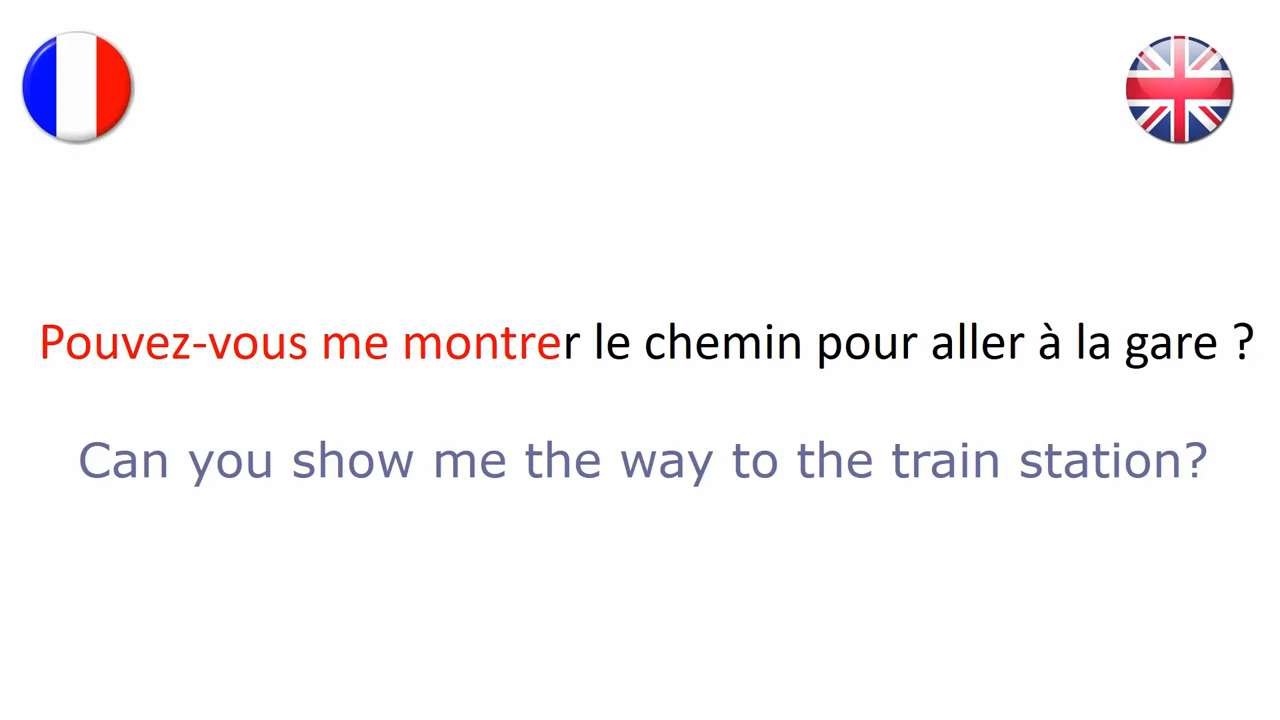 Pouvez-vous me montrer le chemin pour aller à la gare ?
Can you show me the way to the train station?